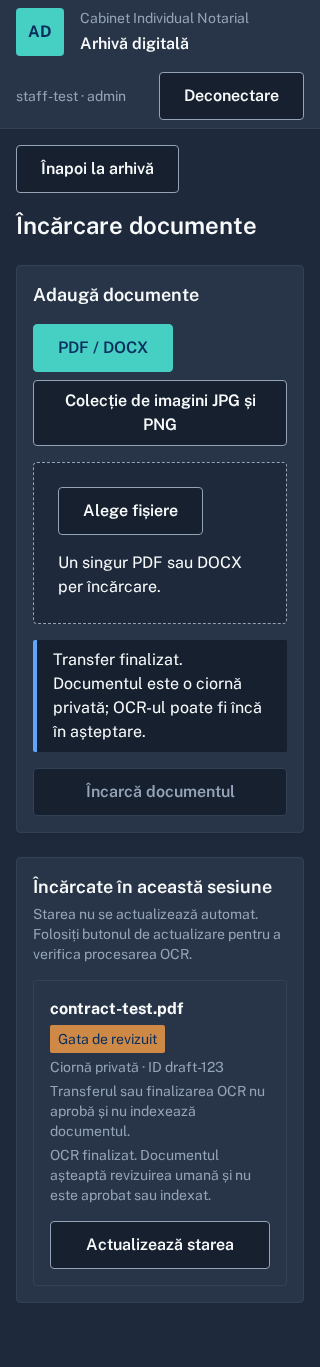 AD
Cabinet Individual Notarial
Arhivă digitală
staff-test · admin
Deconectare
Înapoi la arhivă
Încărcare documente
Adaugă documente
PDF / DOCX
Colecție de imagini JPG și
PNG
Alege fișiere
Un singur PDF sau DOCX
per încărcare.
Transfer finalizat.
Documentul este o ciornă
privată; OCR-ul poate fi încă
în așteptare.
Încarcă documentul
Încărcate în această sesiune
Starea nu se actualizează automat.
Folosiți butonul de actualizare pentru a
verifica procesarea OCR.
contract-test.pdf
Gata de revizuit
Ciornă privată · ID draft-123
Transferul sau finalizarea OCR nu
aprobă și nu indexează
documentul.
OCR finalizat. Documentul
așteaptă revizuirea umană și nu
este aprobat sau indexat.
Actualizează starea